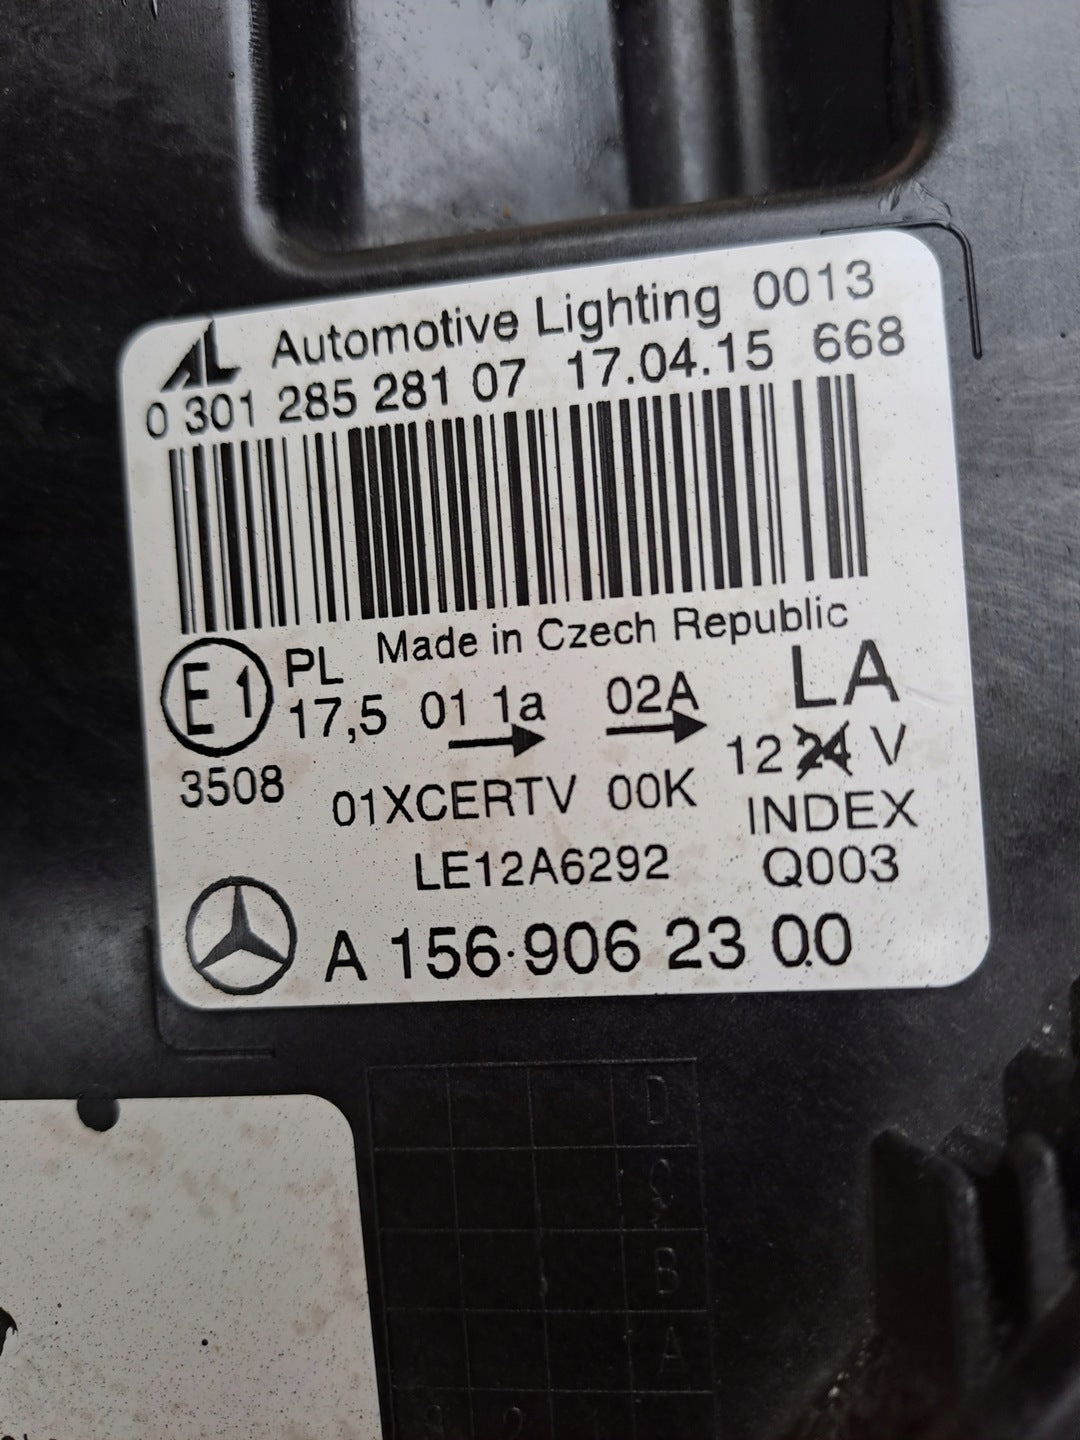 AL Automotive Lighting 0013
0 301 285 281 07 17.04.15 668
Made in Czech Republic
E1 PL
17,5 01 1a 02A LA
3508 01XCERTV 00K 12 24 V
INDEX
LE12A6292 Q003
A 156 906 23 00
D
C
B
A